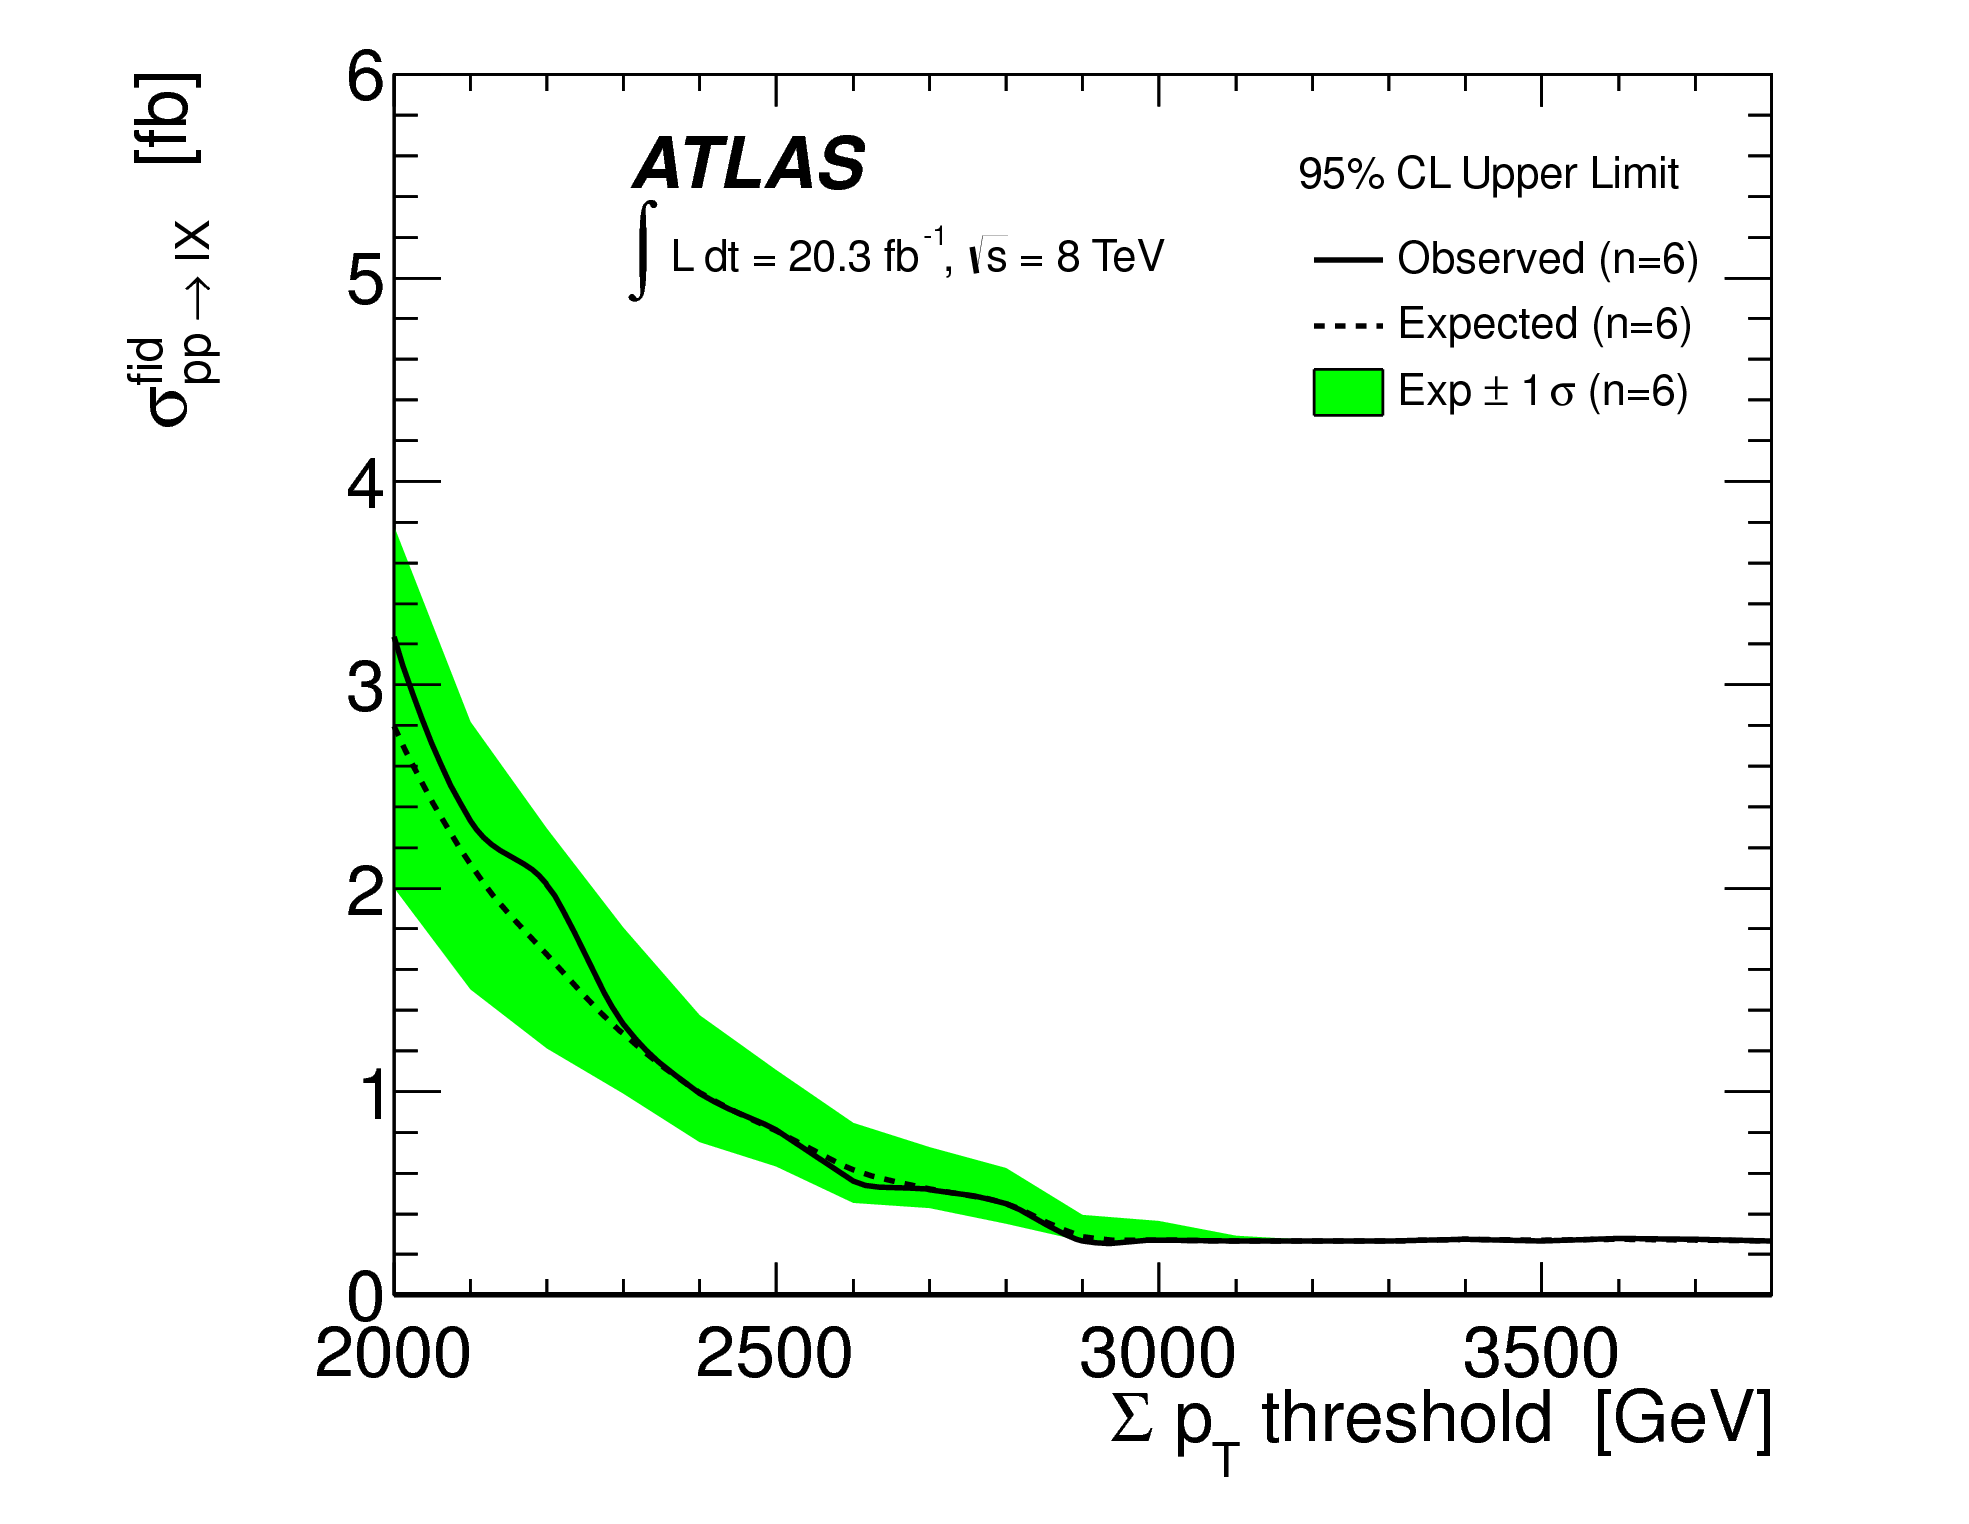 σ^fid_pp → lX [fb]
6
5
4
3
2
1
0
ATLAS
∫ L dt = 20.3 fb^-1, √s = 8 TeV
95% CL Upper Limit
Observed (n=6)
Expected (n=6)
Exp ± 1 σ (n=6)
2000 2500 3000 3500
Σ p_T threshold [GeV]